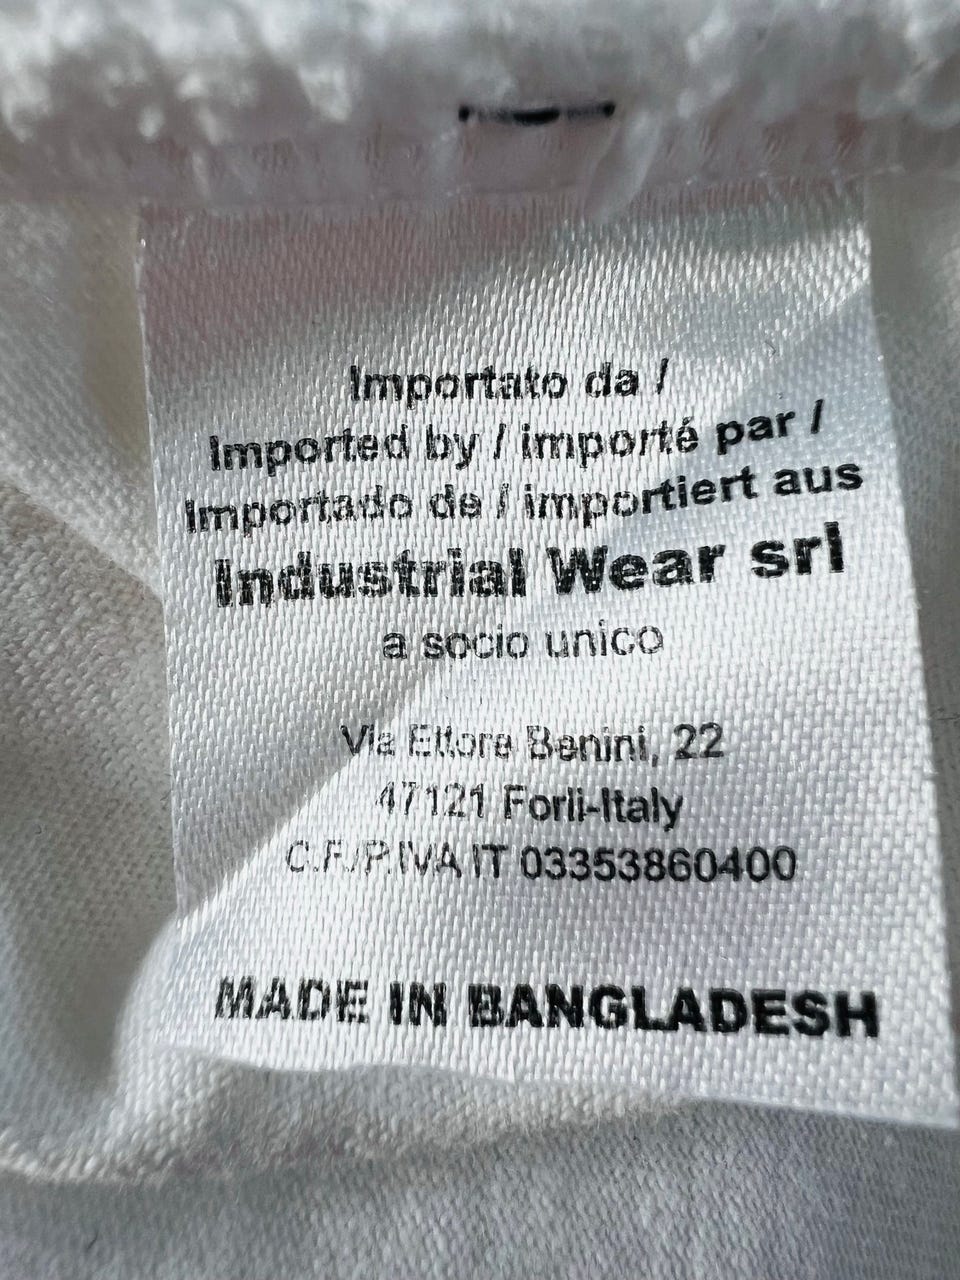 Importato da /
Imported by / importé par /
Importado de / importiert aus
Industrial Wear srl
a socio unico
Via Ettore Benini, 22
47121 Forlì-Italy
C.F./P.IVA IT 03353860400
MADE IN BANGLADESH